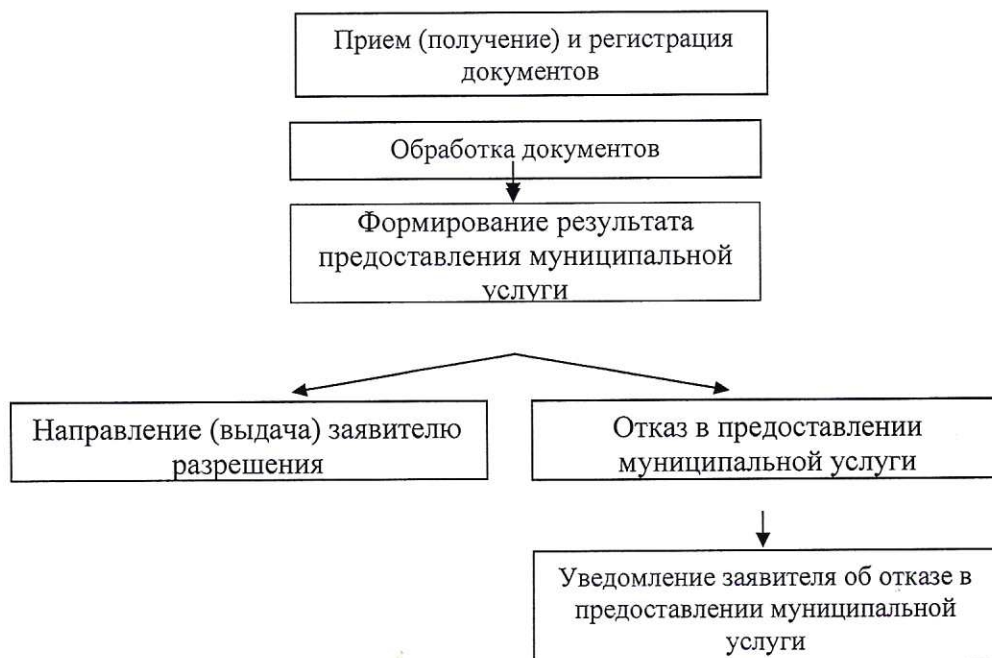 Прием (получение) и регистрация
документов
Обработка документов
Формирование результата
предоставления муниципальной
услуги
Направление (выдача) заявителю
разрешения
Отказ в предоставлении
муниципальной услуги
Уведомление заявителя об отказе в
предоставлении муниципальной
услуги